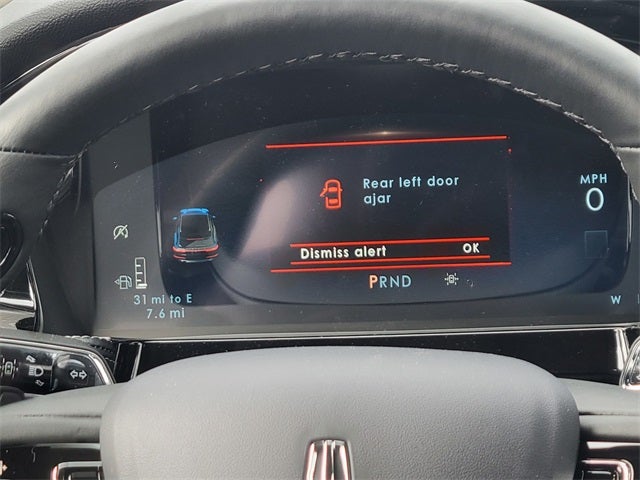 Rear left door
ajar
MPH
0
Dismiss alert OK
31 mi to E
7.6 mi
PRND
W